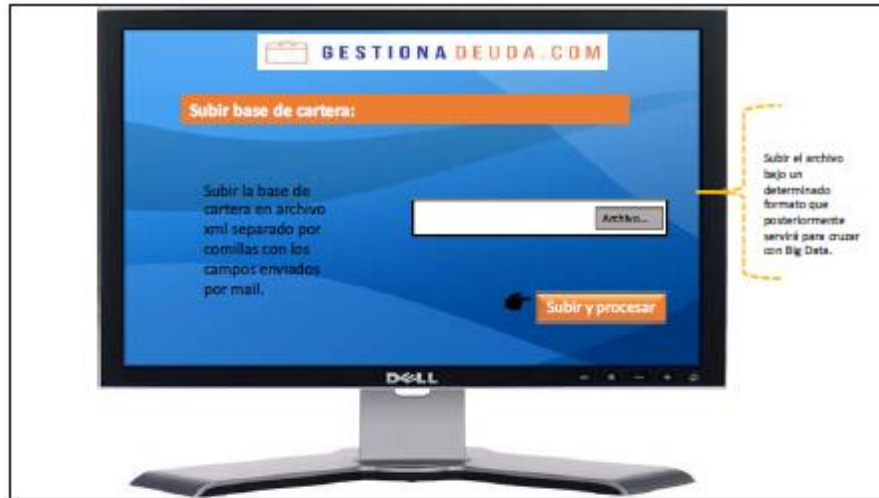 GESTIONADEUDA.COM
Subir base de cartera:
Subir la base de
cartera en archivo
xml separado por
comillas con los
campos enviados
por mail.
Archivo...
Subir y procesar
DELL
Subir el archivo
bajo un
determinado
formato que
posteriormente
servirá para cruzar
con Big Data.